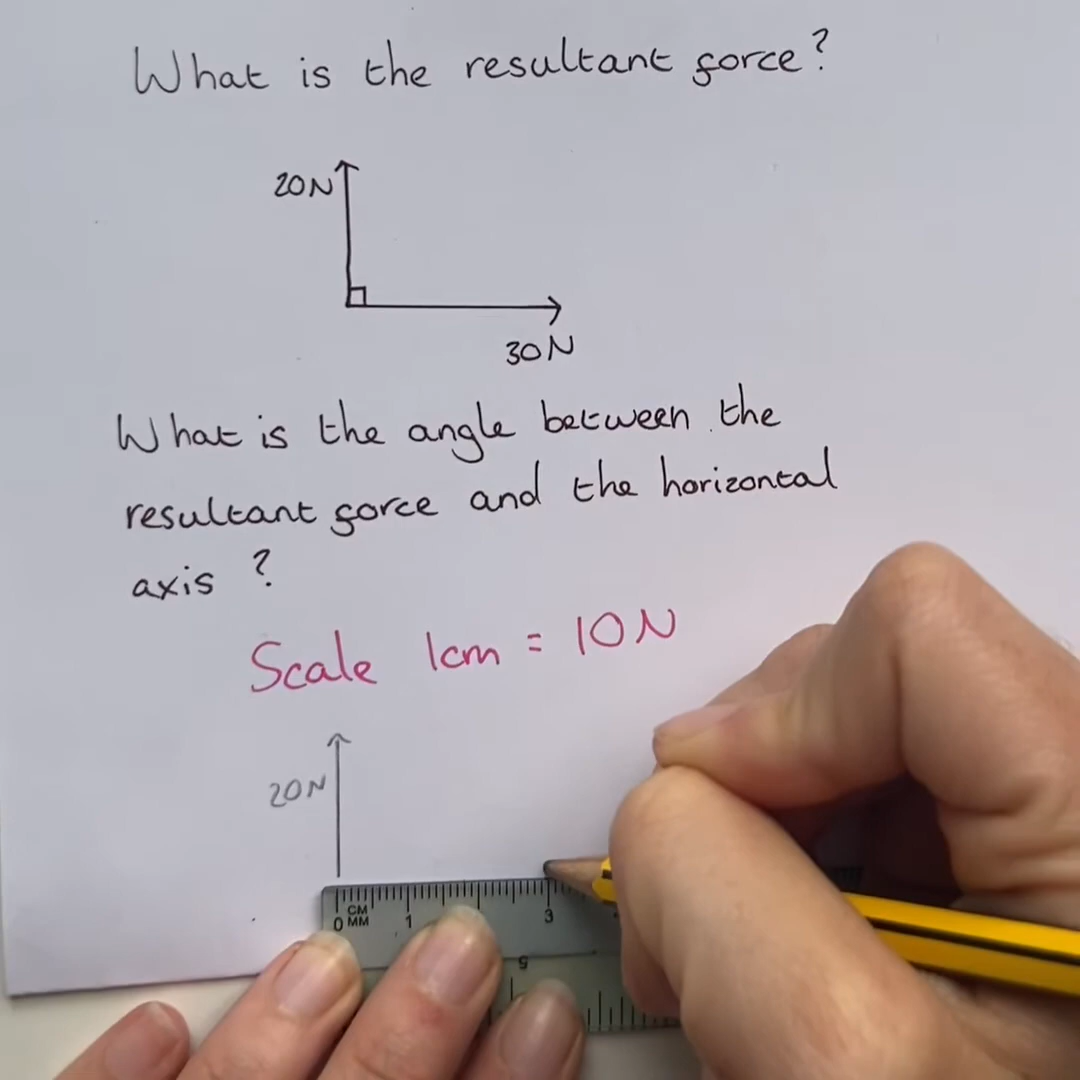 What is the resultant force?
20N
30N
What is the angle between the
resultant force and the horizontal
axis ?
Scale 1cm = 10N
20N
CM
0 MM 1 3
5